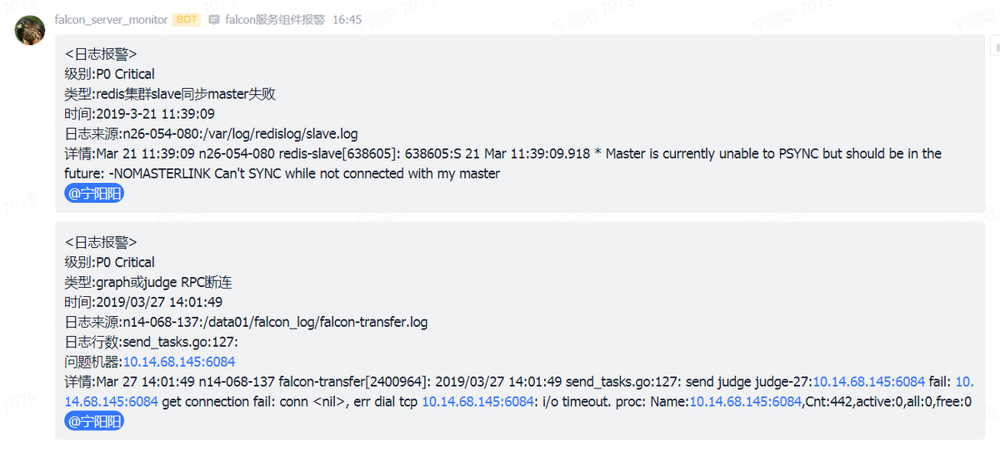 falcon_server_monitor BOT falcon服务组件报警 16:45
<日志报警>
级别:P0 Critical
类型:redis集群slave同步master失败
时间:2019-3-21 11:39:09
日志来源:n26-054-080:/var/log/redislog/slave.log
详情:Mar 21 11:39:09 n26-054-080 redis-slave[638605]: 638605:S 21 Mar 11:39:09.918 * Master is currently unable to PSYNC but should be in the
future: -NOMASTERLINK Can't SYNC while not connected with my master
@宁阳阳
<日志报警>
级别:P0 Critical
类型:graph或judge RPC断连
时间:2019/03/27 14:01:49
日志来源:n14-068-137:/data01/falcon_log/falcon-transfer.log
日志行数:send_tasks.go:127:
问题机器:10.14.68.145:6084
详情:Mar 27 14:01:49 n14-068-137 falcon-transfer[2400964]: 2019/03/27 14:01:49 send_tasks.go:127: send judge judge-27:10.14.68.145:6084 fail: 10.
14.68.145:6084 get connection fail: conn <nil>, err dial tcp 10.14.68.145:6084: i/o timeout. proc: Name:10.14.68.145:6084,Cnt:442,active:0,all:0,free:0
@宁阳阳